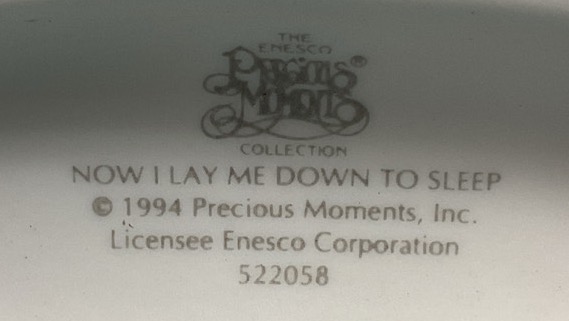 THE
ENESCO
Precious®
Moments
COLLECTION
NOW I LAY ME DOWN TO SLEEP
© 1994 Precious Moments, Inc.
Licensee Enesco Corporation
522058